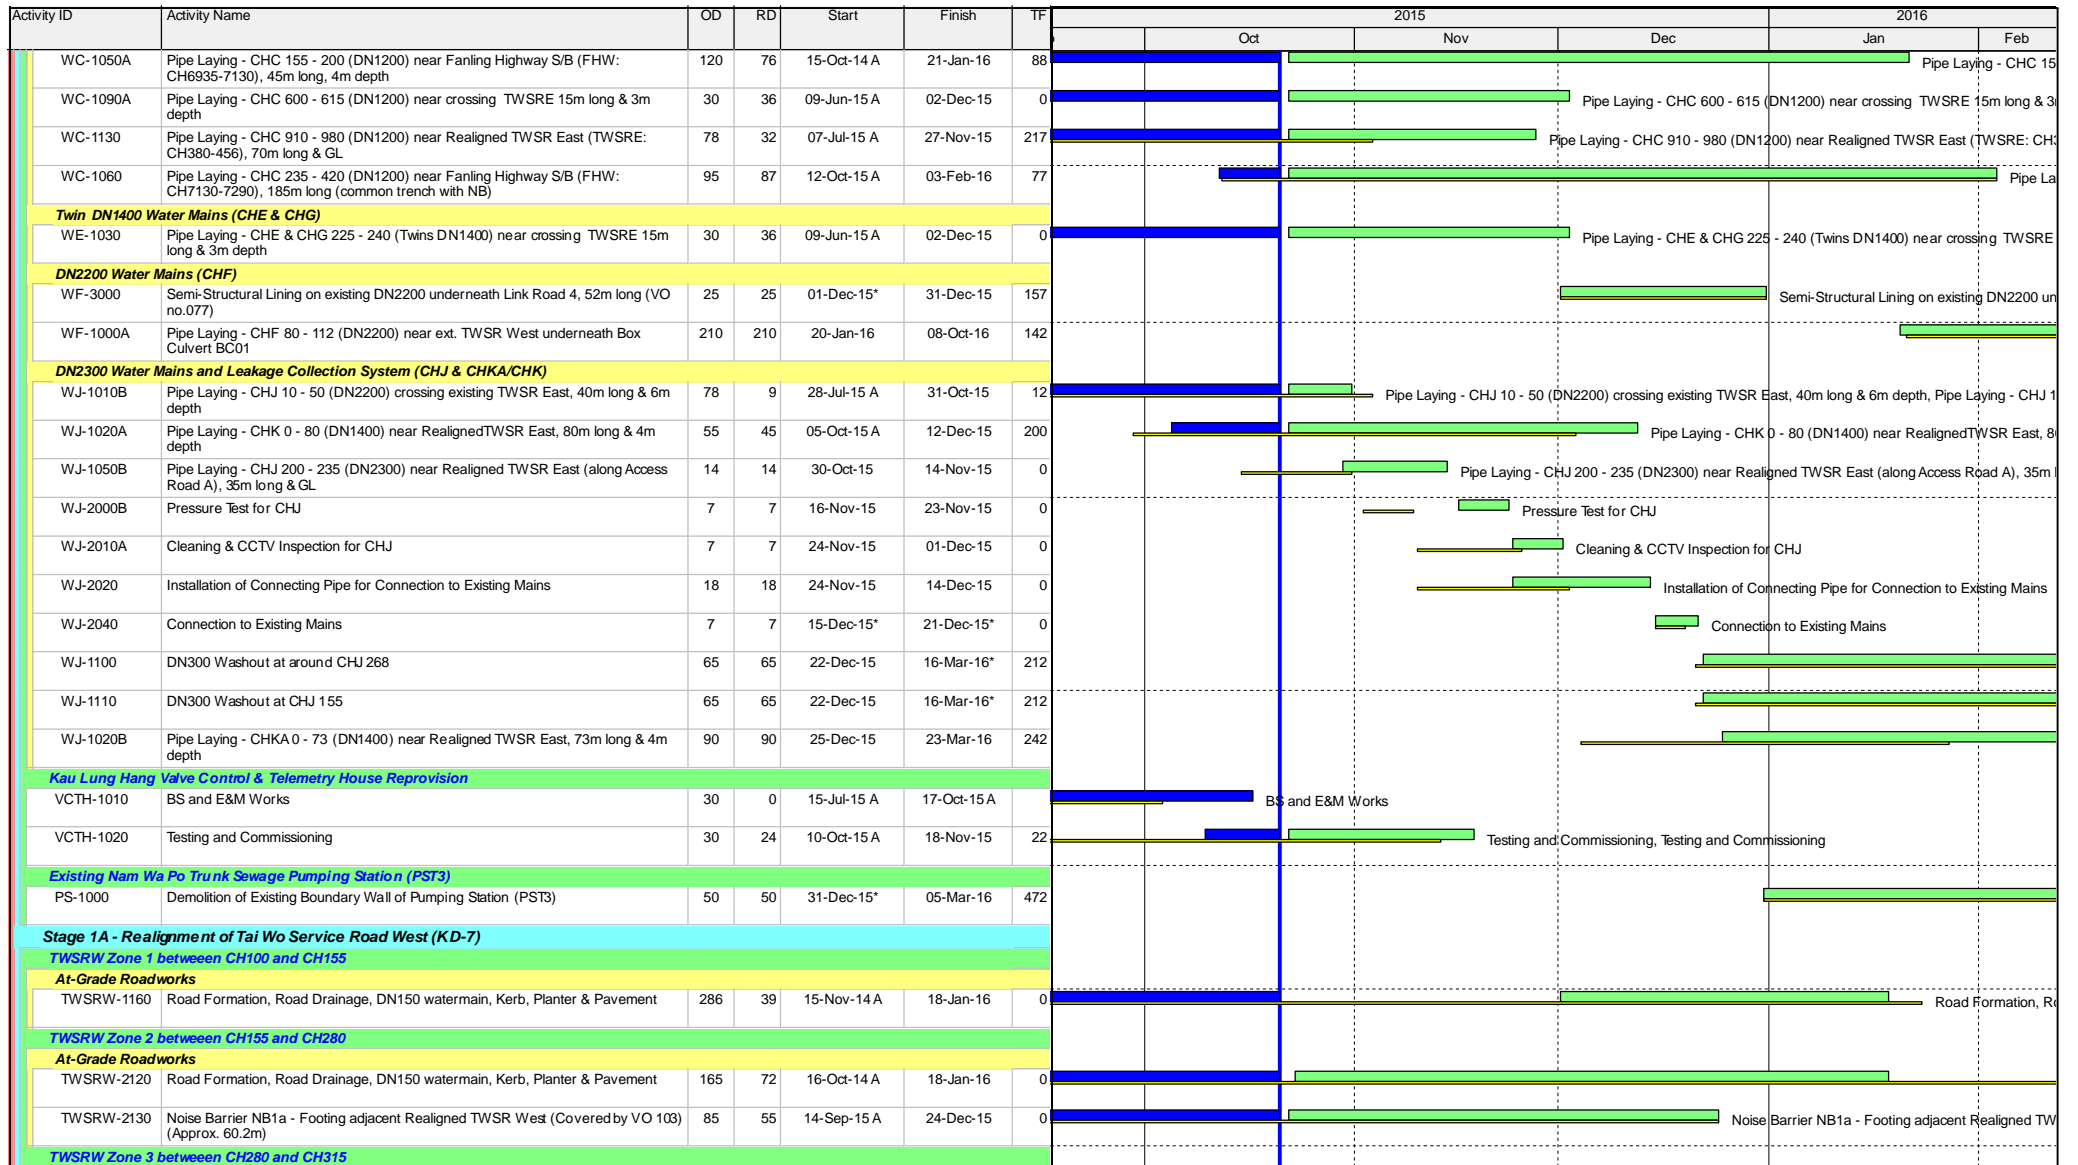 Activity ID Activity Name OD RD Start Finish TF 2015 2016
Oct Nov Dec Jan Feb
WC-1050A Pipe Laying - CHC 155 - 200 (DN1200) near Fanling Highway S/B (FHW: 120 76 15-Oct-14 A 21-Jan-16 88
CH6935-7130), 45m long, 4m depth
Pipe Laying - CHC 15
WC-1090A Pipe Laying - CHC 600 - 615 (DN1200) near crossing TWSRE 15m long & 3m 30 36 09-Jun-15 A 02-Dec-15 0
depth
Pipe Laying - CHC 600 - 615 (DN1200) near crossing TWSRE 15m long & 3
WC-1130 Pipe Laying - CHC 910 - 980 (DN1200) near Realigned TWSR East (TWSRE: 78 32 07-Jul-15 A 27-Nov-15 217
CH380-456), 70m long & GL
Pipe Laying - CHC 910 - 980 (DN1200) near Realigned TWSR East (TWSRE: CH
WC-1060 Pipe Laying - CHC 235 - 420 (DN1200) near Fanling Highway S/B (FHW: 95 87 12-Oct-15 A 03-Feb-16 77
CH7130-7290), 185m long (common trench with NB)
Pipe La
Twin DN1400 Water Mains (CHE & CHG)
WE-1030 Pipe Laying - CHE & CHG 225 - 240 (Twins DN1400) near crossing TWSRE 15m 30 36 09-Jun-15 A 02-Dec-15 0
long & 3m depth
Pipe Laying - CHE & CHG 225 - 240 (Twins DN1400) near crossing TWSRE
DN2200 Water Mains (CHF)
WF-3000 Semi-Structural Lining on existing DN2200 underneath Link Road 4, 52m long (VO 25 25 01-Dec-15* 31-Dec-15 157
no.077)
Semi-Structural Lining on existing DN2200 un
WF-1000A Pipe Laying - CHF 80 - 112 (DN2200) near ext. TWSR West underneath Box 210 210 20-Jan-16 08-Oct-16 142
Culvert BC01
DN2300 Water Mains and Leakage Collection System (CHJ & CHKA/CHK)
WJ-1010B Pipe Laying - CHJ 10 - 50 (DN2200) crossing existing TWSR East, 40m long & 6m 78 9 28-Jul-15 A 31-Oct-15 12
depth
Pipe Laying - CHJ 10 - 50 (DN2200) crossing existing TWSR East, 40m long & 6m depth, Pipe Laying - CHJ 1
WJ-1020A Pipe Laying - CHK 0 - 80 (DN1400) near RealignedTWSR East, 80m long & 4m 55 45 05-Oct-15 A 12-Dec-15 200
depth
Pipe Laying - CHK 0 - 80 (DN1400) near RealignedTWSR East, 8
WJ-1050B Pipe Laying - CHJ 200 - 235 (DN2300) near Realigned TWSR East (along Access 14 14 30-Oct-15 14-Nov-15 0
Road A), 35m long & GL
Pipe Laying - CHJ 200 - 235 (DN2300) near Realigned TWSR East (along Access Road A), 35m l
WJ-2000B Pressure Test for CHJ 7 7 16-Nov-15 23-Nov-15 0
Pressure Test for CHJ
WJ-2010A Cleaning & CCTV Inspection for CHJ 7 7 24-Nov-15 01-Dec-15 0
Cleaning & CCTV Inspection for CHJ
WJ-2020 Installation of Connecting Pipe for Connection to Existing Mains 18 18 24-Nov-15 14-Dec-15 0
Installation of Connecting Pipe for Connection to Existing Mains
WJ-2040 Connection to Existing Mains 7 7 15-Dec-15* 21-Dec-15* 0
Connection to Existing Mains
WJ-1100 DN300 Washout at around CHJ 268 65 65 22-Dec-15 16-Mar-16* 212
WJ-1110 DN300 Washout at CHJ 155 65 65 22-Dec-15 16-Mar-16* 212
WJ-1020B Pipe Laying - CHKA 0 - 73 (DN1400) near Realigned TWSR East, 73m long & 4m 90 90 25-Dec-15 23-Mar-16 242
depth
Kau Lung Hang Valve Control & Telemetry House Reprovision
VCTH-1010 BS and E&M Works 30 0 15-Jul-15 A 17-Oct-15 A
BS and E&M Works
VCTH-1020 Testing and Commissioning 30 24 10-Oct-15 A 18-Nov-15 22
Testing and Commissioning, Testing and Commissioning
Existing Nam Wa Po Trunk Sewage Pumping Station (PST3)
PS-1000 Demolition of Existing Boundary Wall of Pumping Station (PST3) 50 50 31-Dec-15* 05-Mar-16 472
Stage 1A - Realignment of Tai Wo Service Road West (KD-7)
TWSRW Zone 1 betweeen CH100 and CH155
At-Grade Roadworks
TWSRW-1160 Road Formation, Road Drainage, DN150 watermain, Kerb, Planter & Pavement 286 39 15-Nov-14 A 18-Jan-16 0
Road Formation, Ro
TWSRW Zone 2 betweeen CH155 and CH280
At-Grade Roadworks
TWSRW-2120 Road Formation, Road Drainage, DN150 watermain, Kerb, Planter & Pavement 165 72 16-Oct-14 A 18-Jan-16 0
TWSRW-2130 Noise Barrier NB1a - Footing adjacent Realigned TWSR West (Covered by VO 103) 85 55 14-Sep-15 A 24-Dec-15 0
(Approx. 60.2m)
Noise Barrier NB1a - Footing adjacent Realigned TW
TWSRW Zone 3 betweeen CH280 and CH315